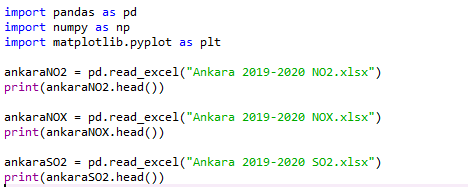 import pandas as pd
import numpy as np
import matplotlib.pyplot as plt
ankaraNO2 = pd.read_excel("Ankara 2019-2020 NO2.xlsx")
print(ankaraNO2.head())
ankaraNOX = pd.read_excel("Ankara 2019-2020 NOX.xlsx")
print(ankaraNOX.head())
ankaraSO2 = pd.read_excel("Ankara 2019-2020 SO2.xlsx")
print(ankaraSO2.head())